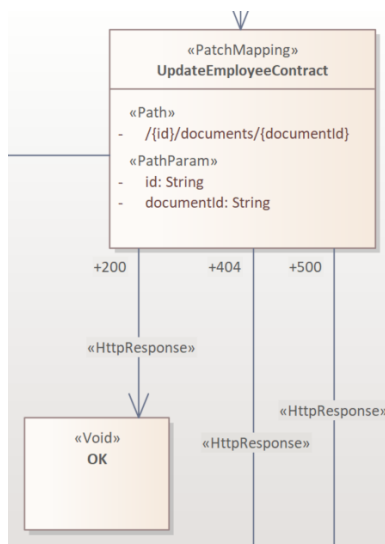 «PatchMapping»
UpdateEmployeeContract
«Path»
- /{id}/documents/{documentId}
«PathParam»
- id: String
- documentId: String
+200 +404 +500
«HttpResponse»
«HttpResponse»
«Void»
OK
«HttpResponse»